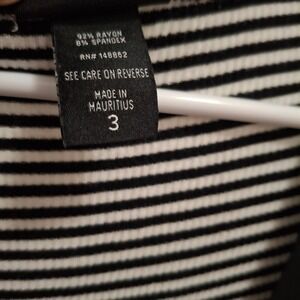 92% RAYON
8% SPANDEX
RN# 148862
SEE CARE ON REVERSE
MADE IN
MAURITIUS
3